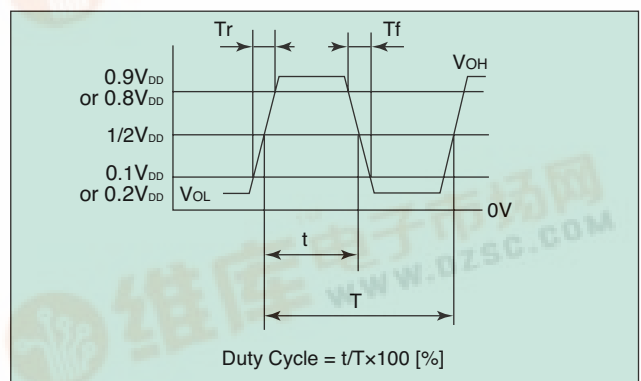 Tr
Tf
VOH
0.9VDD
or 0.8VDD
1/2VDD
0.1VDD
or 0.2VDD
VOL
0V
t
T
Duty Cycle = t/T×100 [%]
维库电子市场网
WWW.DZSC.COM